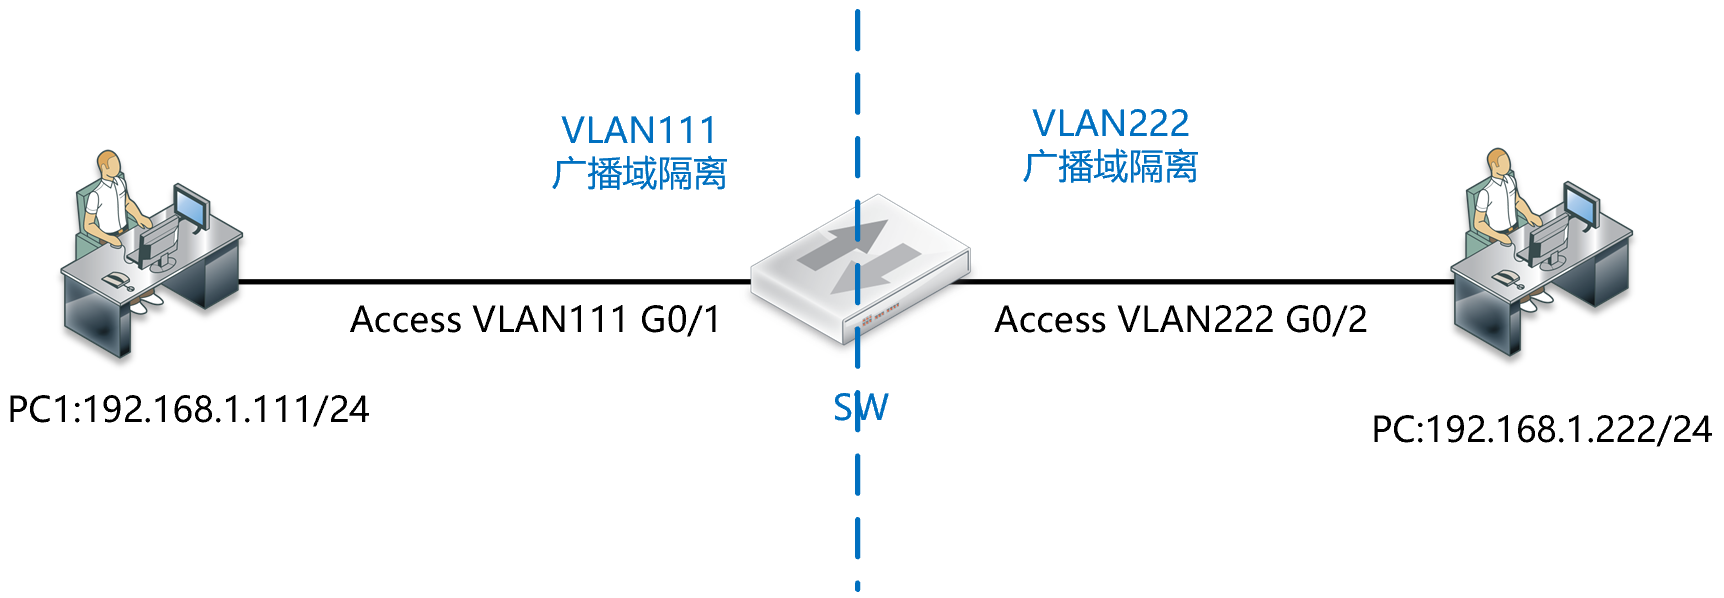 VLAN111
广播域隔离
VLAN222
广播域隔离
Access VLAN111 G0/1
Access VLAN222 G0/2
PC1:192.168.1.111/24
SW
PC:192.168.1.222/24